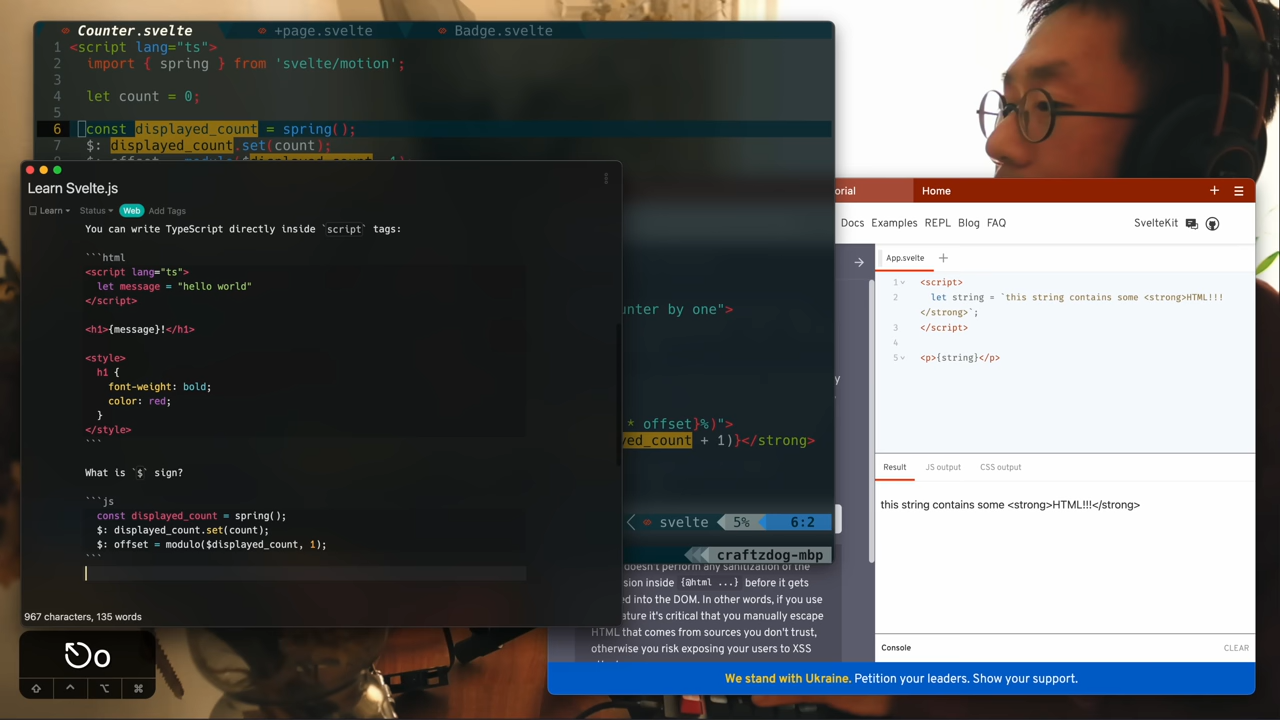 Counter.svelte
+page.svelte
Badge.svelte
1 <script lang="ts">
2 import { spring } from 'svelte/motion';
3
4 let count = 0;
5
6 const displayed_count = spring();
7 $: displayed_count.set(count);
Learn Svelte.js
Learn
Status
Web
Add Tags
You can write TypeScript directly inside `script` tags:
```html
<script lang="ts">
let message = "hello world"
</script>
<h1>{message}!</h1>
<style>
h1 {
font-weight: bold;
color: red;
}
</style>
```
What is `$` sign?
```js
const displayed_count = spring();
$: displayed_count.set(count);
$: offset = modulo($displayed_count, 1);
```
967 characters, 135 words
o
unter by one">
* offset}%)">
yed_count + 1)}</strong>
svelte
5%
6:2
craftzdog-mbp
orial
Home
Docs
Examples
REPL
Blog
FAQ
SvelteKit
App.svelte
1 <script>
2 let string = `this string contains some <strong>HTML!!!
</strong>`;
3 </script>
4
5 <p>{string}</p>
Result
JS output
CSS output
this string contains some <strong>HTML!!!</strong>
Console
CLEAR
doesn't perform any sanitization of the
sion inside {@html ...} before it gets
ed into the DOM. In other words, if you use
ature it's critical that you manually escape
HTML that comes from sources you don't trust,
otherwise you risk exposing your users to XSS
We stand with Ukraine. Petition your leaders. Show your support.